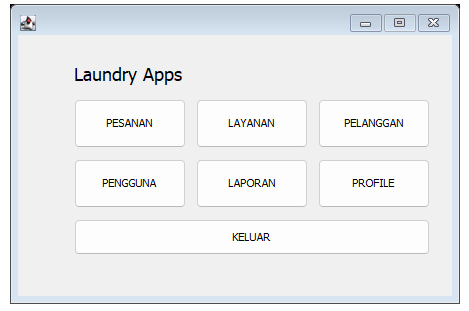 Laundry Apps
PESANAN LAYANAN PELANGGAN
PENGGUNA LAPORAN PROFILE
KELUAR